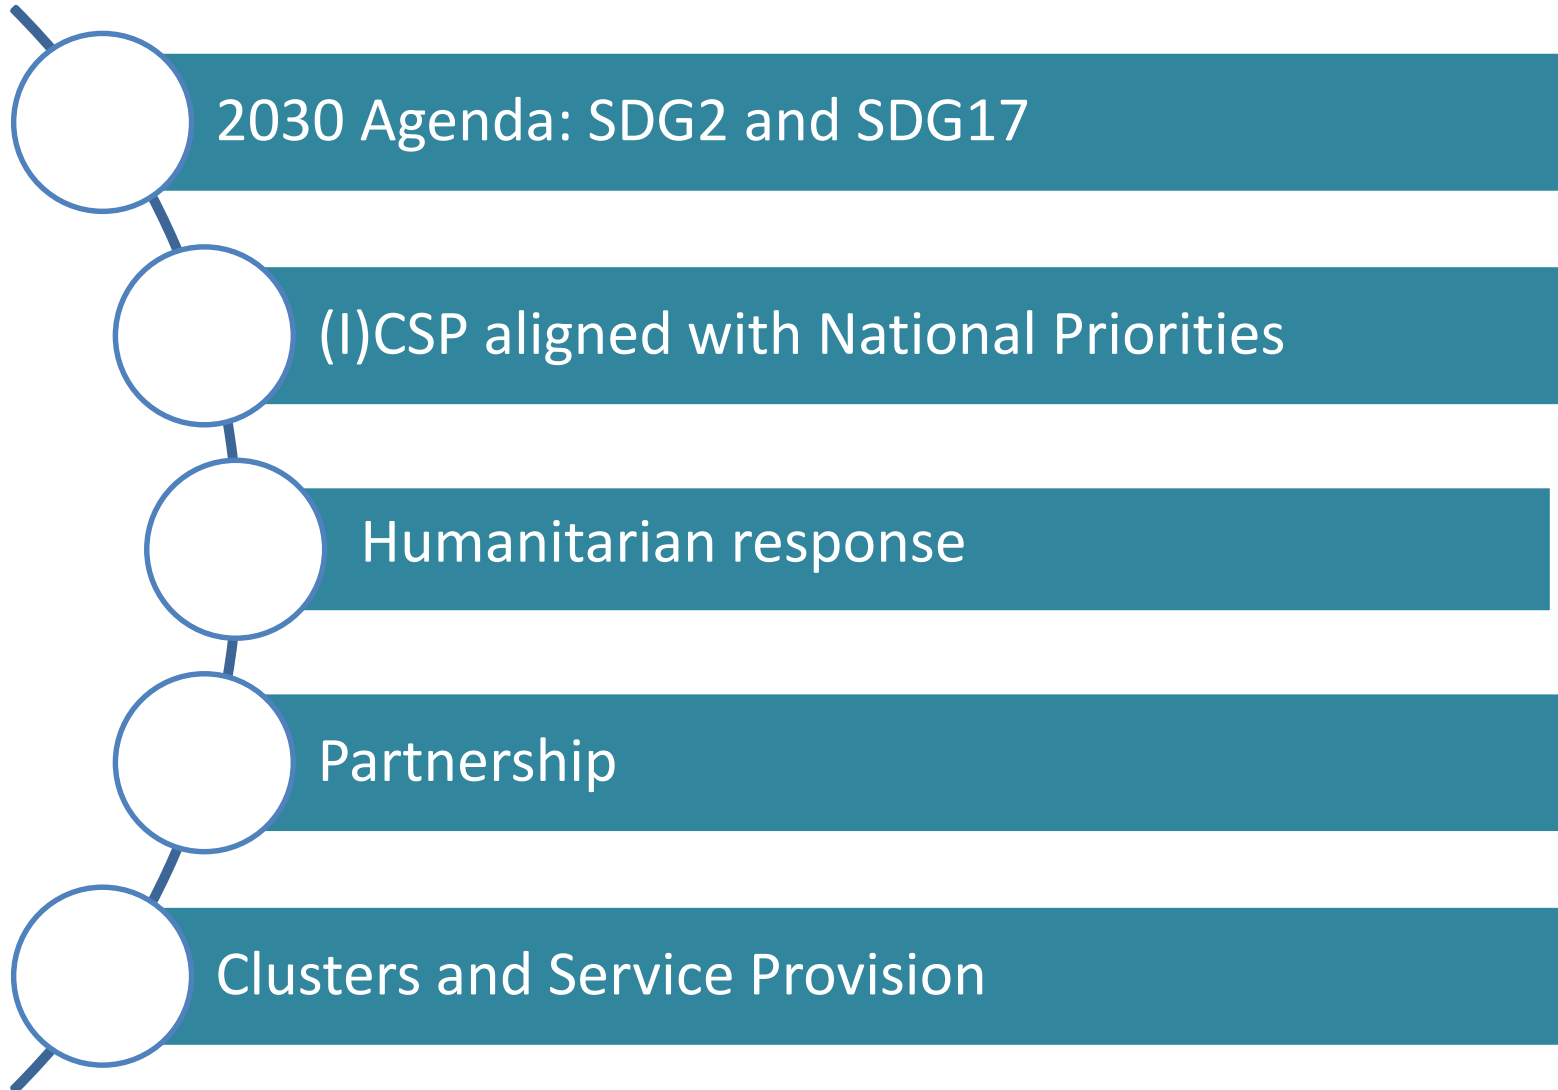 2030 Agenda: SDG2 and SDG17
(I)CSP aligned with National Priorities
Humanitarian response
Partnership
Clusters and Service Provision